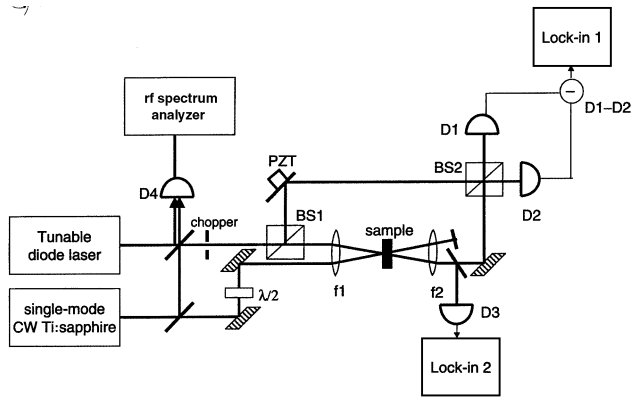 Lock-in 1
rf spectrum
analyzer
D1–D2
D1
PZT
BS2
D4
D2
chopper
BS1
sample
Tunable
diode laser
λ/2
f1
f2
single-mode
CW Ti:sapphire
D3
Lock-in 2